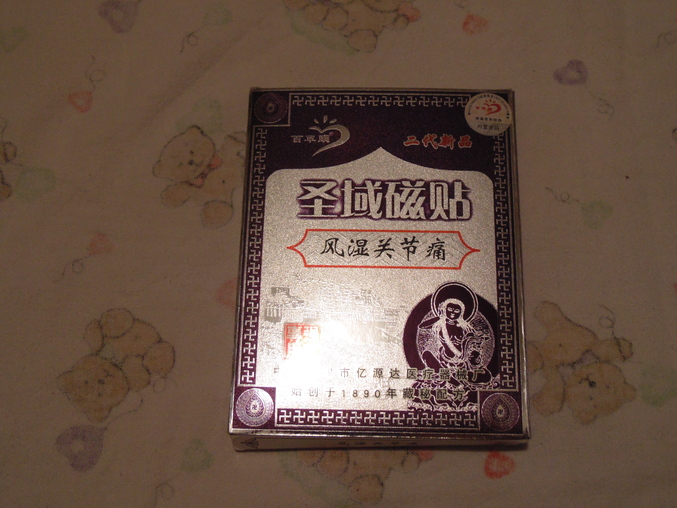 百草顺
二代新品
圣域磁贴
风湿关节痛
市亿源达医疗器械厂
始创于1890年藏秘配方